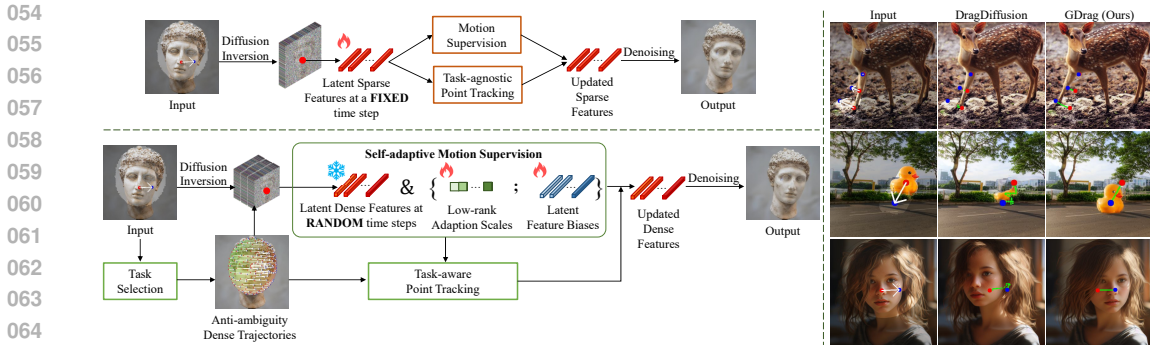 054
055
056
057
058
059
060
061
062
063
064
Input
Diffusion
Inversion
Latent Sparse
Features at a FIXED
time step
Motion
Supervision
Task-agnostic
Point Tracking
Updated
Sparse
Features
Denoising
Output
Input
Diffusion
Inversion
Self-adaptive Motion Supervision
Latent Dense Features at
RANDOM time steps
&
{
;
}
Low-rank
Adaption Scales
Latent
Feature Biases
Updated
Dense
Features
Denoising
Output
Task
Selection
Anti-ambiguity
Dense Trajectories
Task-aware
Point Tracking
Input DragDiffusion GDrag (Ours)